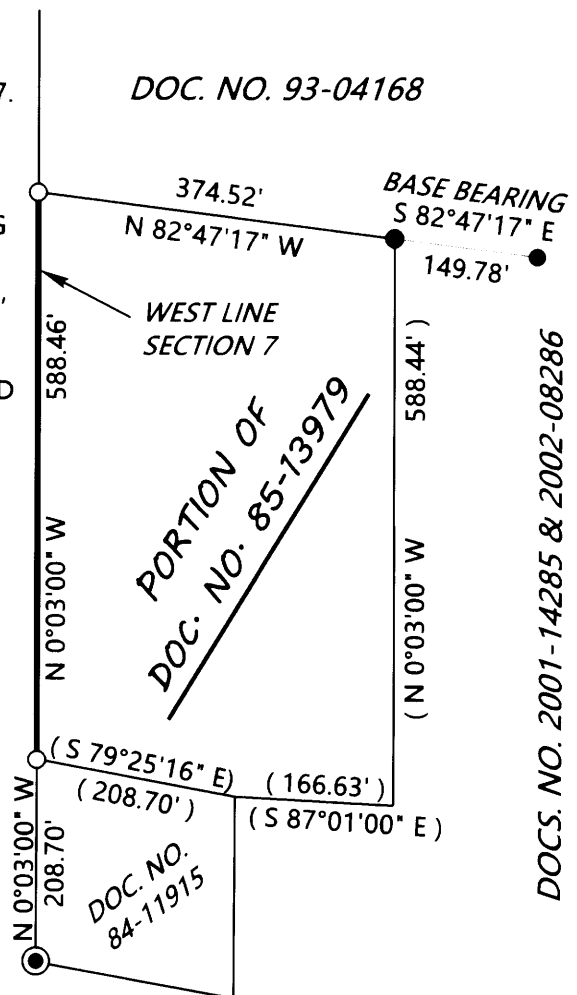 7.
DOC. NO. 93-04168
374.52'
N 82°47'17" W
BASE BEARING
S 82°47'17" E
149.78'
G
'
D
WEST LINE
SECTION 7
588.46'
N 0°03'00" W
588.44' )
( N 0°03'00" W
PORTION OF
DOC. NO. 85-13979
DOCS. NO. 2001-14285 & 2002-08286
( S 79°25'16" E)
( 208.70' )
( 166.63' )
( S 87°01'00" E )
N 0°03'00" W
208.70'
DOC. NO.
84-11915